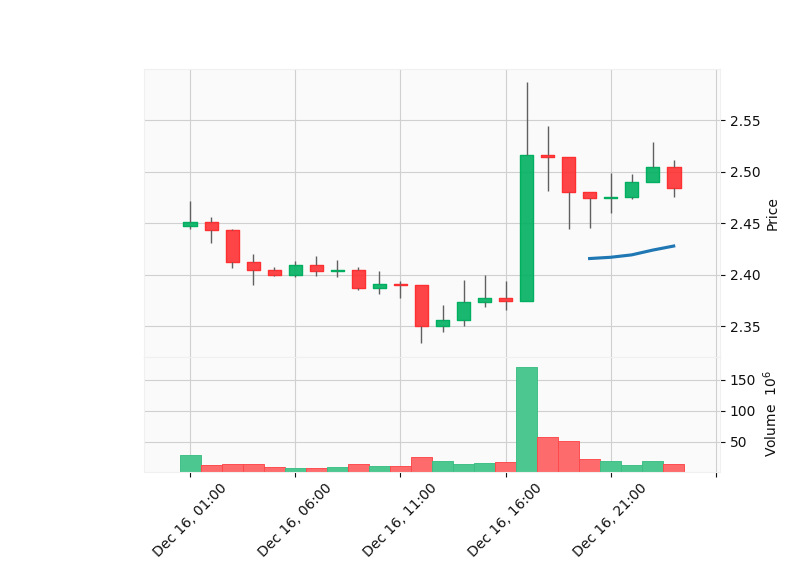 2.55
2.50
2.45
2.40
2.35
Price
150
100
50
Volume 10^6
Dec 16, 01:00
Dec 16, 06:00
Dec 16, 11:00
Dec 16, 16:00
Dec 16, 21:00